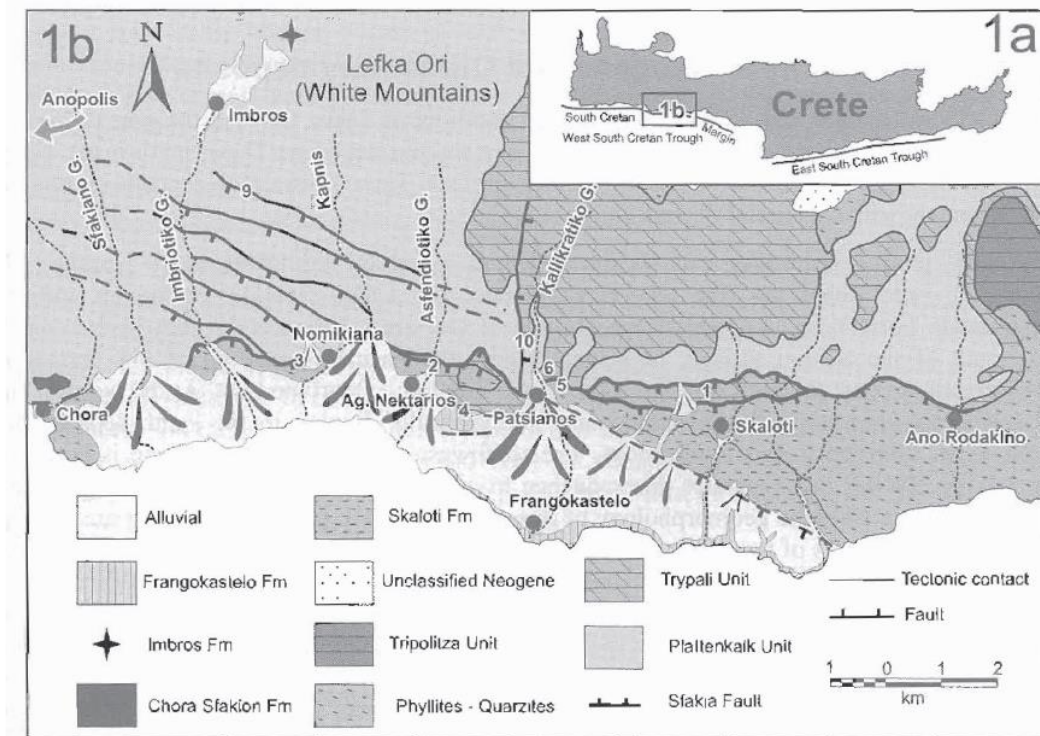 1b
N
Lefka Ori
(White Mountains)
Anopolis
Imbros
1a
Crete
1b
South Cretan
Margin
West South Cretan Trough
East South Cretan Trough
Sfakiano G.
Imbriotiko G.
9
Kapnis
Asfendiotiko G.
Kallikratiko G.
Nomikiana
3
2
10
6
5
1
Chora
Ag. Nektarios
4
Patsianos
Skaloti
Ano Rodakino
Frangokastelo
Alluvial
Skaloti Fm
Frangokastelo Fm
Unclassified Neogene
Trypali Unit
Tectonic contact
Fault
Imbros Fm
Tripolitza Unit
Plattenkalk Unit
1 0 1 2
km
Chora Sfakion Fm
Phyllites - Quarzites
Sfakia Fault